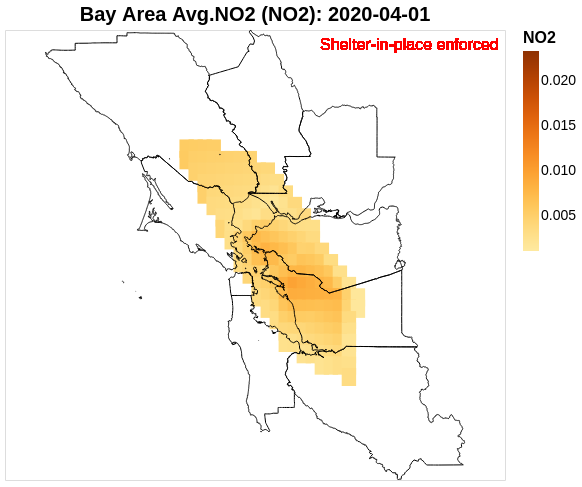 Bay Area Avg.NO2 (NO2): 2020-04-01
Shelter-in-place enforced
NO2
0.020
0.015
0.010
0.005